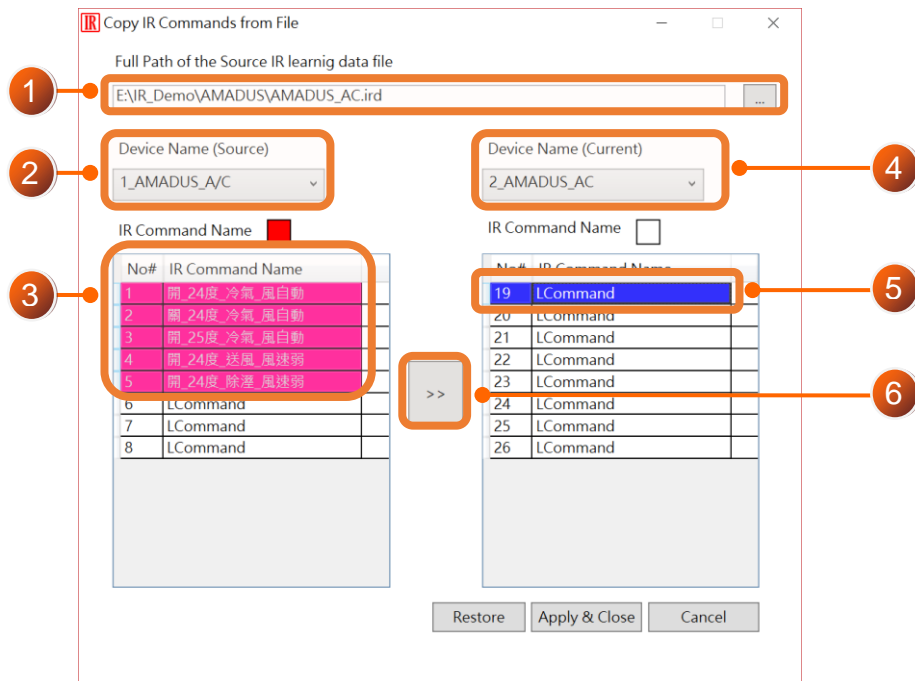 IR Copy IR Commands from File
Full Path of the Source IR learnig data file
1
E:\IR_Demo\AMADUS\AMADUS_AC.ird ...
Device Name (Source) Device Name (Current)
2 1_AMADUS_A/C 2_AMADUS_AC 4
IR Command Name IR Command Name
No# IR Command Name No# IR Command Name
3 1 開_24度_冷氣_風自動 19 LCommand 5
2 關_24度_冷氣_風自動 20 LCommand
3 開_25度_冷氣_風自動 21 LCommand
4 開_24度_送風_風速弱 22 LCommand
5 開_24度_除溼_風速弱 23 LCommand
>> 6
6 LCommand 24 LCommand
7 LCommand 25 LCommand
8 LCommand 26 LCommand
Restore Apply & Close Cancel